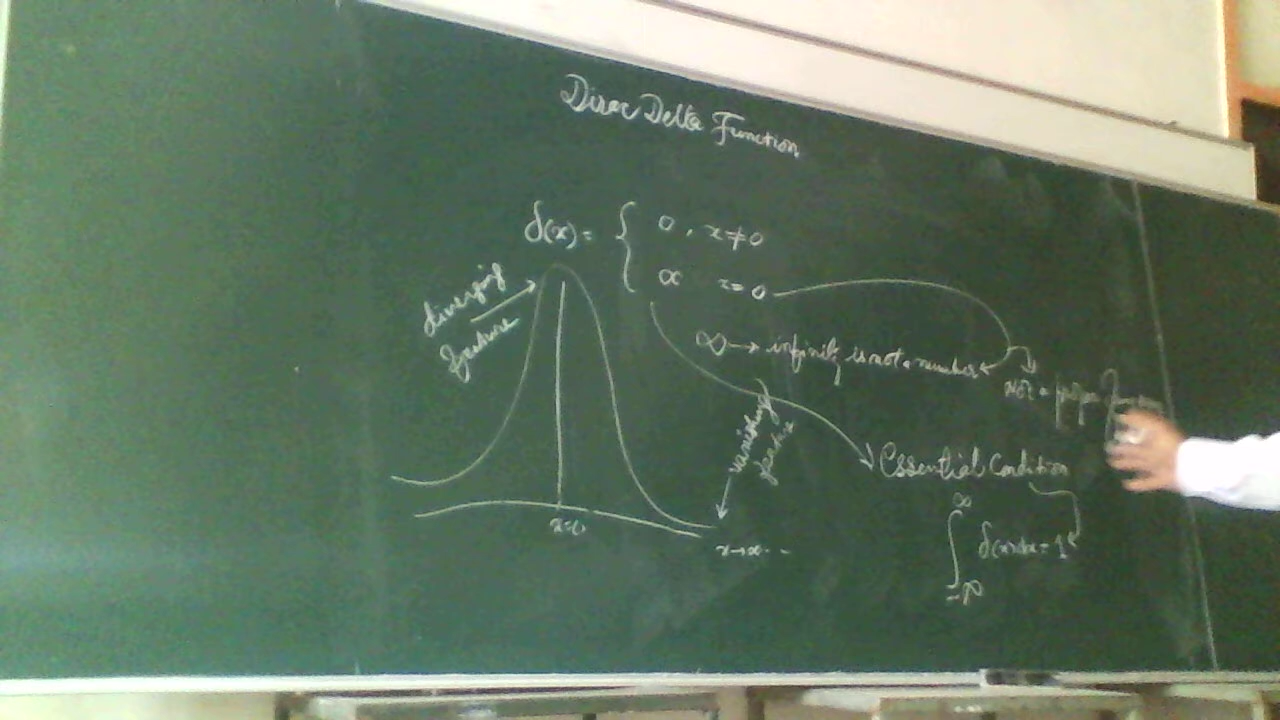 Dirac Delta Function
δ(x) = { 0 , x ≠ 0
∝ x = 0
diverging
feature
∞ → infinity is not a number
Not a proper function
vanishing
feature
Essential Condition
∫_{-∞}^{∞} δ(x)dx = 1
x=0
x→∞...